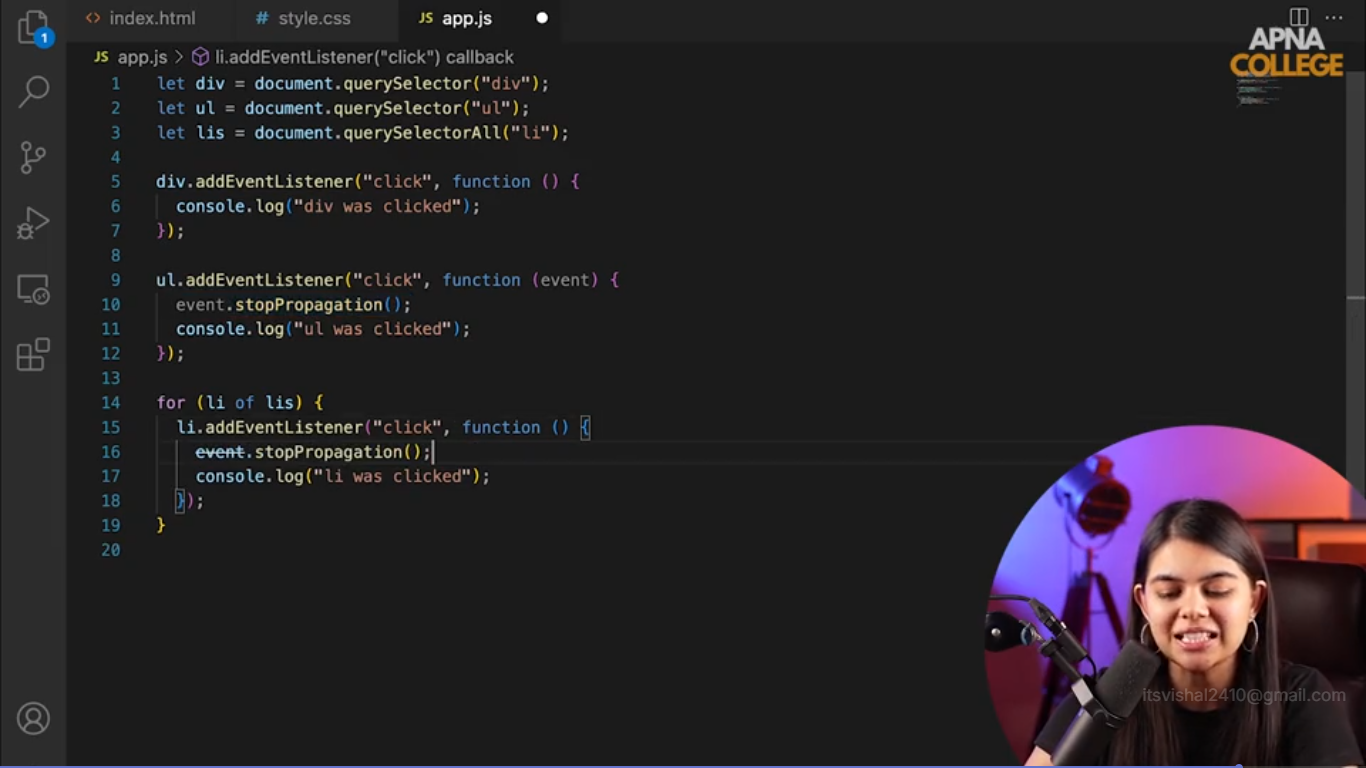 index.html
# style.css
JS app.js
1
APNA
COLLEGE
JS app.js > li.addEventListener("click") callback
1 let div = document.querySelector("div");
2 let ul = document.querySelector("ul");
3 let lis = document.querySelectorAll("li");
4
5 div.addEventListener("click", function () {
6 console.log("div was clicked");
7 });
8
9 ul.addEventListener("click", function (event) {
10 event.stopPropagation();
11 console.log("ul was clicked");
12 });
13
14 for (li of lis) {
15 li.addEventListener("click", function () {
16 event.stopPropagation();
17 console.log("li was clicked");
18 });
19 }
20
itsvishal2410@gmail.com